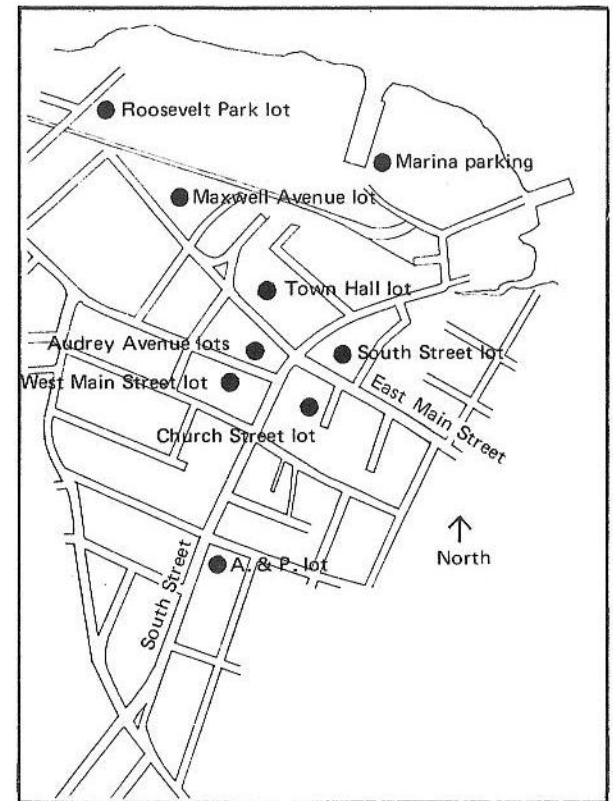 Roosevelt Park lot
Marina parking
Maxwell Avenue lot
Town Hall lot
Audrey Avenue lots
South Street lot
West Main Street lot
East Main Street
Church Street lot
North
A. & P. lot
South Street